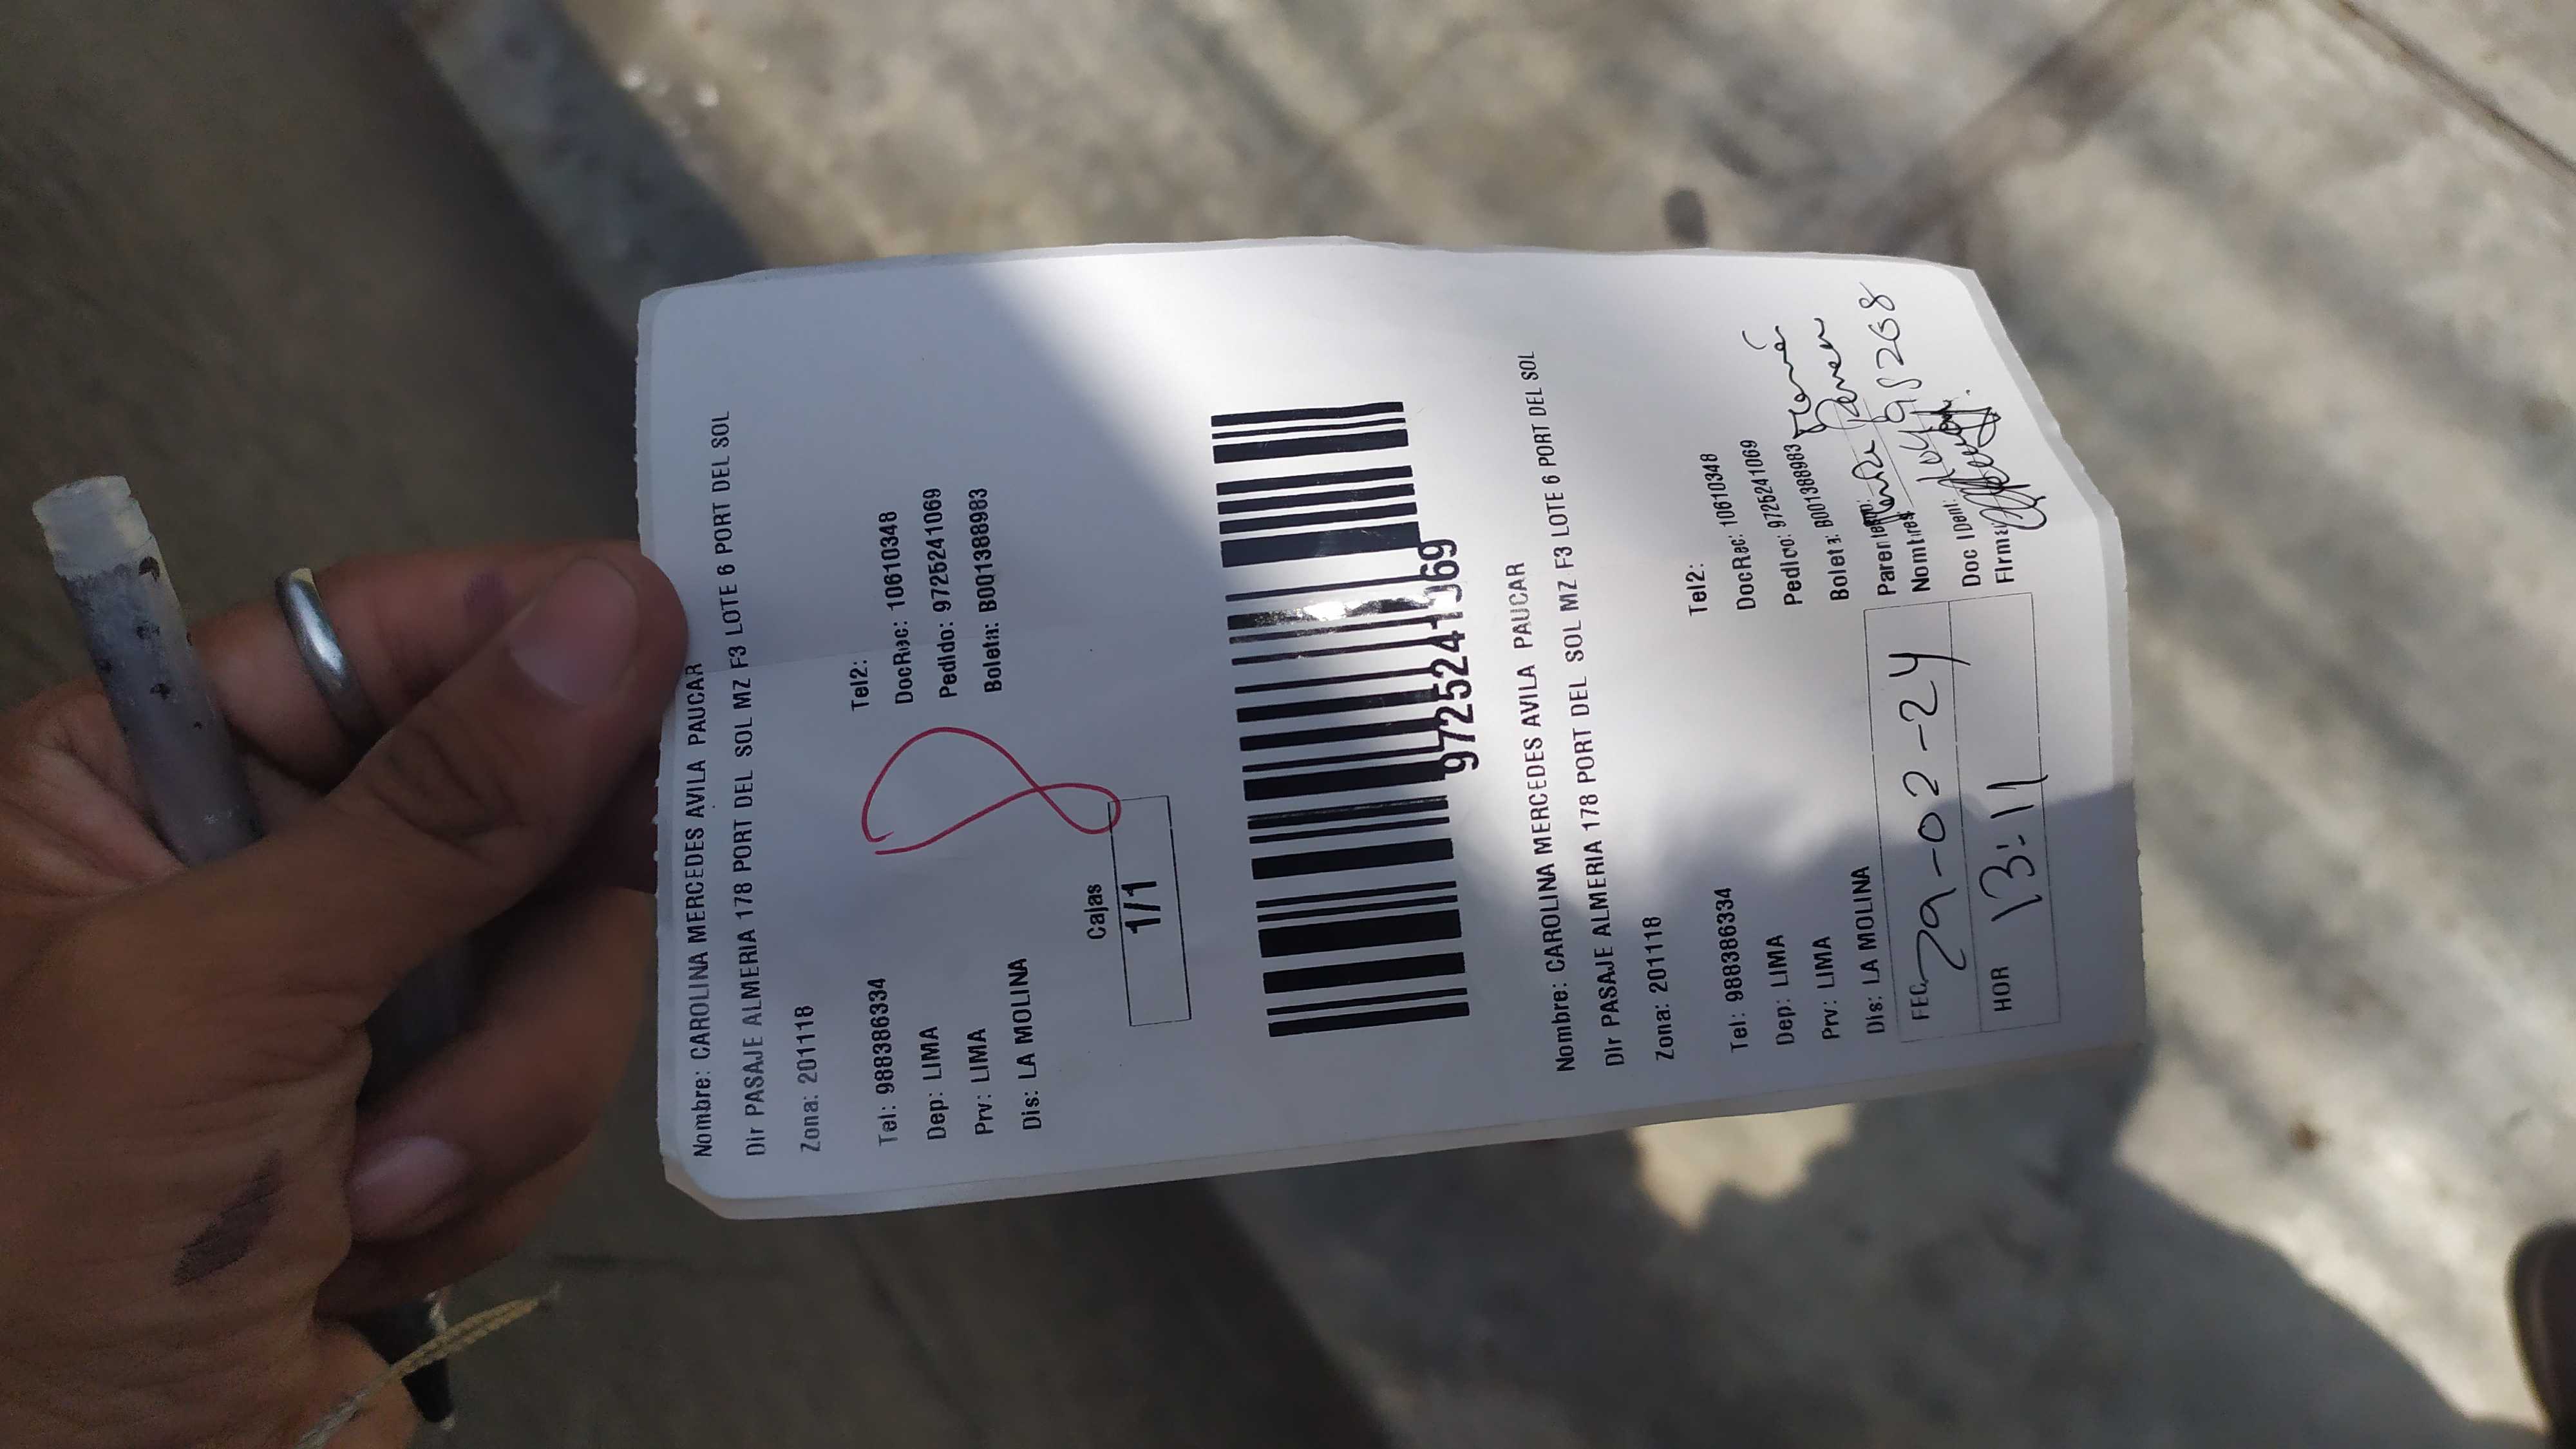 Nombre: CAROLINA MERCEDES AVILA PAUCAR
Dir PASAJE ALMERIA 178 PORT DEL SOL MZ F3 LOTE 6 PORT DEL SOL
Zona: 201118
Tel: 988386334 Tel2:
Dep: LIMA DocRec: 10610348
Prv: LIMA Pedido: 9725241069
Dis: LA MOLINA Boleta: B001388983
8
Cajas
1/1
9725241069
Nombre: CAROLINA MERCEDES AVILA PAUCAR
Dir PASAJE ALMERIA 178 PORT DEL SOL MZ F3 LOTE 6 PORT DEL SOL
Zona: 201118
Tel: 988386334 Tel2:
Dep: LIMA DocRec: 10610348
Prv: LIMA Pedido: 9725241069
Dis: LA MOLINA Boleta: B001388983
FEC 29-02-24 Parentesco:
Nombres
HOR 13:11 Doc Iden:
Firma: